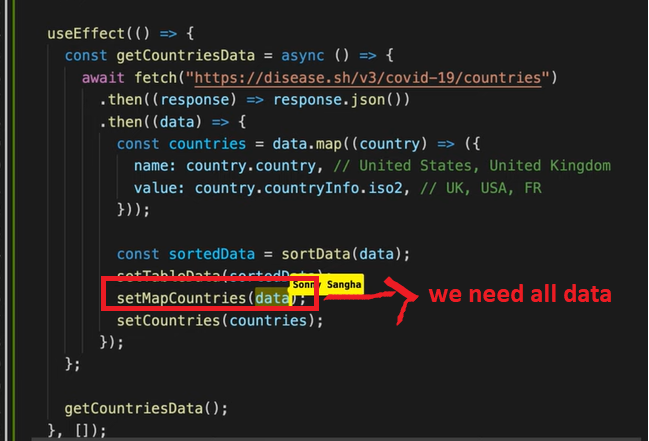 useEffect(() => {
const getCountriesData = async () => {
await fetch("https://disease.sh/v3/covid-19/countries")
.then((response) => response.json())
.then((data) => {
const countries = data.map((country) => ({
name: country.country, // United States, United Kingdom
value: country.countryInfo.iso2, // UK, USA, FR
}));
const sortedData = sortData(data);
setTableData(sortedData);
Sonny Sangha
setMapCountries(data); we need all data
setCountries(countries);
});
};
getCountriesData();
}, []);